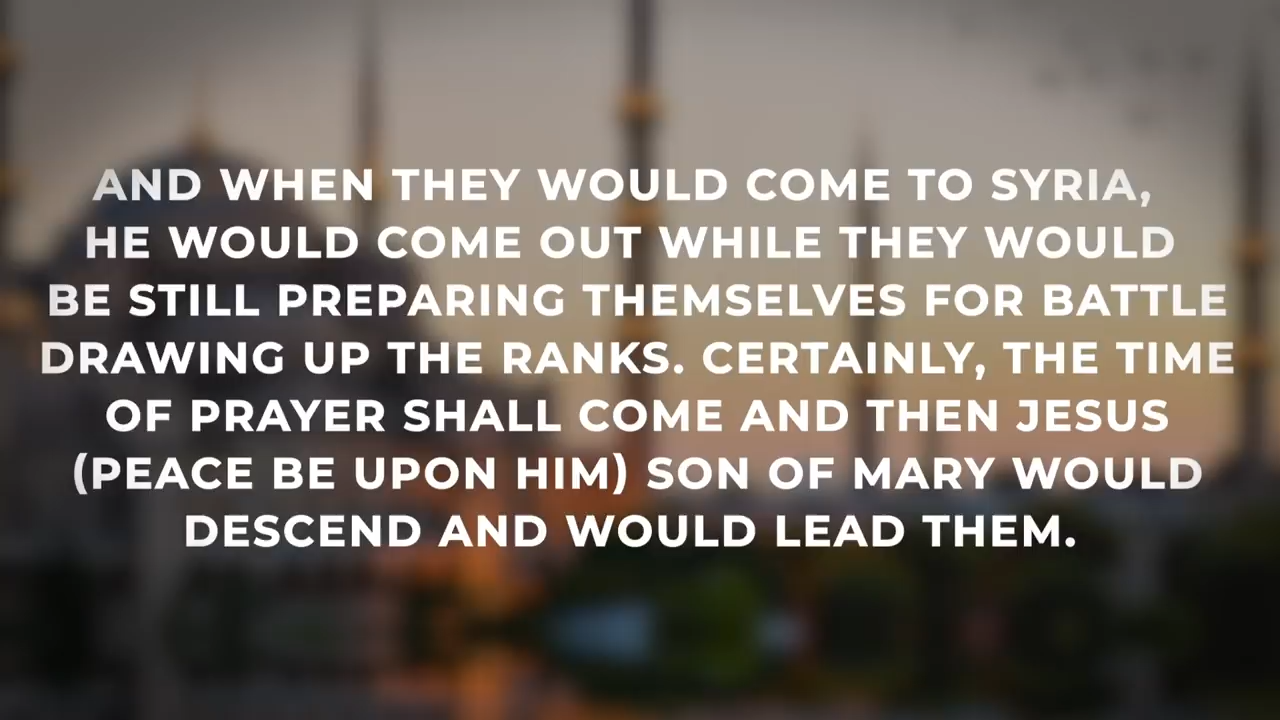 AND WHEN THEY WOULD COME TO SYRIA,
HE WOULD COME OUT WHILE THEY WOULD
BE STILL PREPARING THEMSELVES FOR BATTLE
DRAWING UP THE RANKS. CERTAINLY, THE TIME
OF PRAYER SHALL COME AND THEN JESUS
(PEACE BE UPON HIM) SON OF MARY WOULD
DESCEND AND WOULD LEAD THEM.